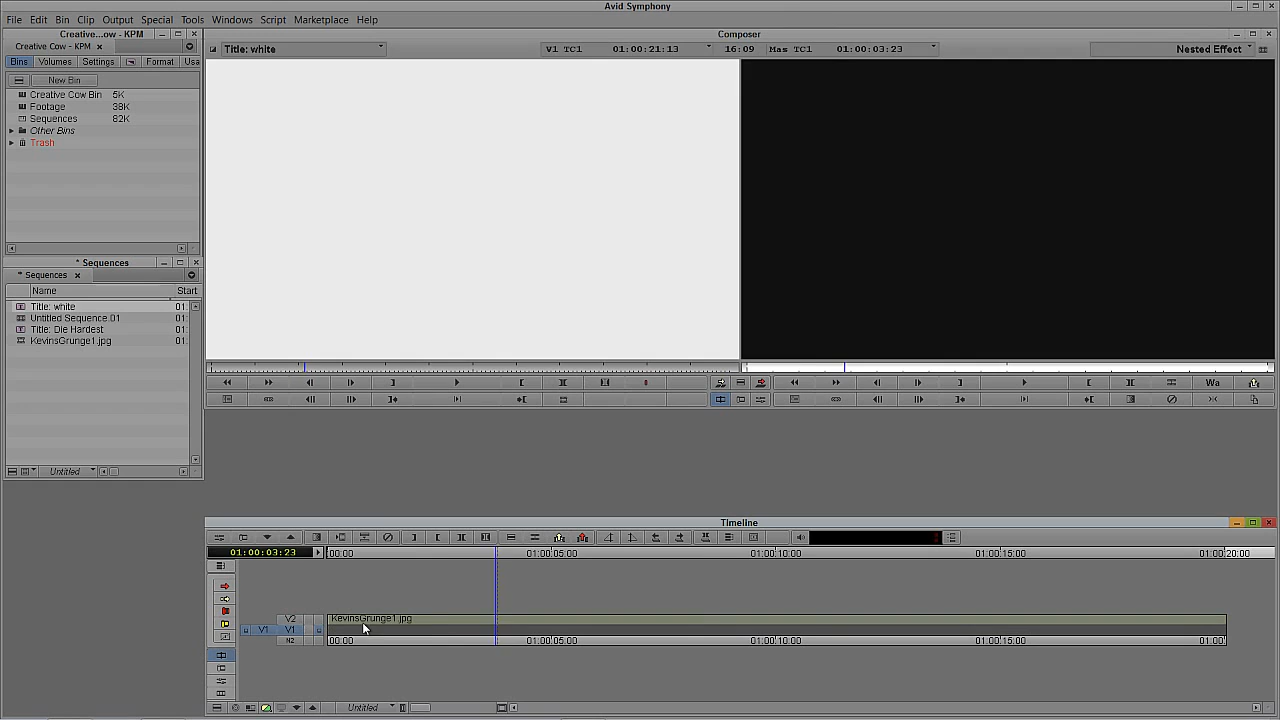 Avid Symphony
File Edit Bin Clip Output Special Tools Windows Script Marketplace Help
Creative...ow - KPM
Composer
Creative Cow - KPM
Title: white
V1 TC1 01:00:21:13 16:09 Mas TC1 01:00:03:23
Nested Effect
Bins Volumes Settings Format Usa
New Bin
Creative Cow Bin 5K
Footage 38K
Sequences 82K
Other Bins
Trash
* Sequences
* Sequences
Name Start
Title: white 01:
Untitled Sequence.01 01:
Title: Die Hardest 01:
KevinsGrunge1.jpg 01:
Wa
Untitled
Timeline
01:00:03:23
00:00 01:00:05:00 01:00:10:00 01:00:15:00 01:00:20:00
V2 KevinsGrunge1.jpg
V1 V1
N2 00:00 01:00:05:00 01:00:10:00 01:00:15:00 01:00
Untitled